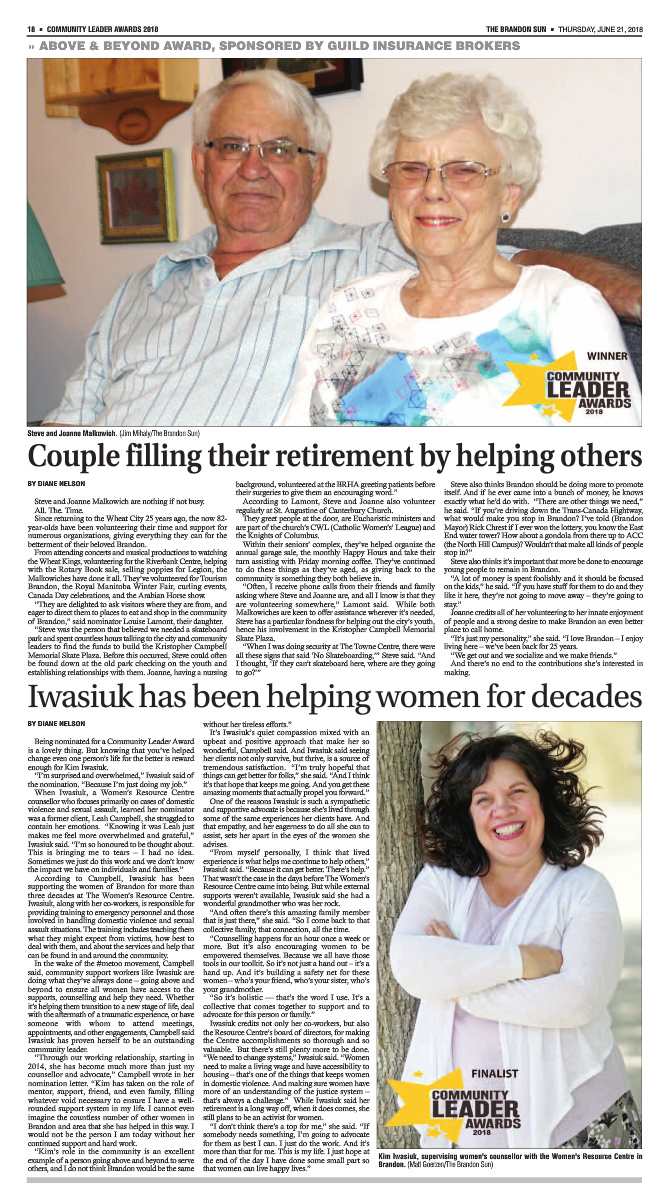 18 ▪ COMMUNITY LEADER AWARDS 2018
THE BRANDON SUN ▪ THURSDAY, JUNE 21, 2018
» ABOVE & BEYOND AWARD, SPONSORED BY GUILD INSURANCE BROKERS
WINNER
COMMUNITY
LEADER
AWARDS
2018
Steve and Joanne Malkowich. (Jim Mihaly/The Brandon Sun)
Couple filling their retirement by helping others
BY DIANE NELSON
Steve and Joanne Malkowich are nothing if not busy.
All. The. Time.
Since returning to the Wheat City 25 years ago, the now 82-
year-olds have been volunteering their time and support for
numerous organizations, giving everything they can for the
betterment of their beloved Brandon.
From attending concerts and musical productions to watching
the Wheat Kings, volunteering for the Riverbank Centre, helping
with the Rotary Book sale, selling poppies for Legion, the
Malkowiches have done it all. They've volunteered for Tourism
Brandon, the Royal Manitoba Winter Fair, curling events,
Canada Day celebrations, and the Arabian Horse show.
"They are delighted to ask visitors where they are from, and
eager to direct them to places to eat and shop in the community
of Brandon," said nominator Louise Lamont, their daughter.
"Steve was the person that believed we needed a skateboard
park and spent countless hours talking to the city and community
leaders to find the funds to build the Kristopher Campbell
Memorial Skate Plaza. Before this occurred, Steve could often
be found down at the old park checking on the youth and
establishing relationships with them. Joanne, having a nursing
background, volunteered at the BRHA greeting patients before
their surgeries to give them an encouraging word."
According to Lamont, Steve and Joanne also volunteer
regularly at St. Augustine of Canterbury Church.
They greet people at the door, are Eucharistic ministers and
are part of the church's CWL (Catholic Women's League) and
the Knights of Columbus.
Within their seniors' complex, they've helped organize the
annual garage sale, the monthly Happy Hours and take their
turn assisting with Friday morning coffee. They've continued
to do these things as they've aged, as giving back to the
community is something they both believe in.
"Often, I receive phone calls from their friends and family
asking where Steve and Joanne are, and all I know is that they
are volunteering somewhere," Lamont said. While both
Malkowiches are keen to offer assistance wherever it's needed,
Steve has a particular fondness for helping out the city's youth,
hence his involvement in the Kristopher Campbell Memorial
Skate Plaza.
"When I was doing security at The Towne Centre, there were
all these signs that said 'No Skateboarding,'" Steve said. "And
I thought, 'If they can't skateboard here, where are they going
to go?'"
Steve also thinks Brandon should be doing more to promote
itself. And if he ever came into a bunch of money, he knows
exactly what he'd do with. "There are other things we need,"
he said. "If you're driving down the Trans-Canada Hightway,
what would make you stop in Brandon? I've told (Brandon
Mayor) Rick Chrest if I ever won the lottery, you know the East
End water tower? How about a gondola from there up to ACC
(the North Hill Campus)? Wouldn't that make all kinds of people
stop in?"
Steve also thinks it's important that more be done to encourage
young people to remain in Brandon.
"A lot of money is spent foolishly and it should be focused
on the kids," he said. "If you have stuff for them to do and they
like it here, they're not going to move away – they're going to
stay."
Joanne credits all of her volunteering to her innate enjoyment
of people and a strong desire to make Brandon an even better
place to call home.
"It's just my personality," she said. "I love Brandon – I enjoy
living here – we've been back for 25 years.
"We get out and we socialize and we make friends."
And there's no end to the contributions she's interested in
making.
Iwasiuk has been helping women for decades
BY DIANE NELSON
Being nominated for a Community Leader Award
is a lovely thing. But knowing that you've helped
change even one person's life for the better is reward
enough for Kim Iwasiuk.
"I'm surprised and overwhelmed," Iwasiuk said of
the nomination. "Because I'm just doing my job."
When Iwasiuk, a Women's Resource Centre
counsellor who focuses primarily on cases of domestic
violence and sexual assault, learned her nominator
was a former client, Leah Campbell, she struggled to
contain her emotions. "Knowing it was Leah just
makes me feel more overwhelmed and grateful,"
Iwasiuk said. "I'm so honoured to be thought about.
This is bringing me to tears – I had no idea.
Sometimes we just do this work and we don't know
the impact we have on individuals and families."
According to Campbell, Iwasiuk has been
supporting the women of Brandon for more than
three decades at The Women's Resource Centre.
Iwasiuk, along with her co-workers, is responsible for
providing training to emergency personnel and those
involved in handling domestic violence and sexual
assault situations. The training includes teaching them
what they might expect from victims, how best to
deal with them, and about the services and help that
can be found in and around the community.
In the wake of the #metoo movement, Campbell
said, community support workers like Iwasiuk are
doing what they've always done – going above and
beyond to ensure all women have access to the
supports, counselling and help they need. Whether
it's helping them transition to a new stage of life, deal
with the aftermath of a traumatic experience, or have
someone with whom to attend meetings,
appointments, and other engagements, Campbell said
Iwasiuk has proven herself to be an outstanding
community leader.
"Through our working relationship, starting in
2014, she has become much more than just my
counsellor and advocate," Campbell wrote in her
nomination letter. "Kim has taken on the role of
mentor, support, friend, and even family, filling
whatever void necessary to ensure I have a well-
rounded support system in my life. I cannot even
imagine the countless number of other women in
Brandon and area that she has helped in this way. I
would not be the person I am today without her
continued support and hard work.
"Kim's role in the community is an excellent
example of a person going above and beyond to serve
others, and I do not think Brandon would be the same
without her tireless efforts."
It's Iwasiuk's quiet compassion mixed with an
upbeat and positive approach that make her so
wonderful, Campbell said. And Iwasiuk said seeing
her clients not only survive, but thrive, is a source of
tremendous satisfaction. "I'm truly hopeful that
things can get better for folks," she said. "And I think
it's that hope that keeps me going. And you get these
amazing moments that actually propel you forward."
One of the reasons Iwasiuk is such a sympathetic
and supportive advocate is because she's lived through
some of the same experiences her clients have. And
that empathy, and her eagerness to do all she can to
assist, sets her apart in the eyes of the women she
advises.
"From myself personally, I think that lived
experience is what helps me continue to help others,"
Iwasiuk said. "Because it can get better. There's help."
That wasn't the case in the days before The Women's
Resource Centre came into being. But while external
supports weren't available, Iwasiuk said she had a
wonderful grandmother who was her rock.
"And often there's this amazing family member
that is just there," she said. "So I come back to that
collective family, that connection, all the time.
"Counselling happens for an hour once a week or
more. But it's also encouraging women to be
empowered themselves. Because we all have those
tools in our toolkit. So it's not just a hand out – it's a
hand up. And it's building a safety net for these
women – who's your friend, who's your sister, who's
your grandmother.
"So it's holistic — that's the word I use. It's a
collective that comes together to support and to
advocate for this person or family."
Iwasiuk credits not only her co-workers, but also
the Resource Centre's board of directors, for making
the Centre accomplishments so thorough and so
valuable. But there's still plenty more to be done.
"We need to change systems," Iwasiuk said. "Women
need to make a living wage and have accessibility to
housing – that's one of the things that keeps women
in domestic violence. And making sure women have
more of an understanding of the justice system –
that's always a challenge." While Iwasiuk said her
retirement is a long way off, when it does come, she
still plans to be an activist for women.
"I don't think there's a top for me," she said. "If
somebody needs something, I'm going to advocate
for them as best I can. I just do the work. And it's
more than that for me. This is my life. I just hope at
the end of the day I have done some small part so
that women can live happy lives."
FINALIST
COMMUNITY
LEADER
AWARDS
2018
Kim Iwasiuk, supervising women's counsellor with the Women's Resource Centre in
Brandon. (Matt Goerzen/The Brandon Sun)